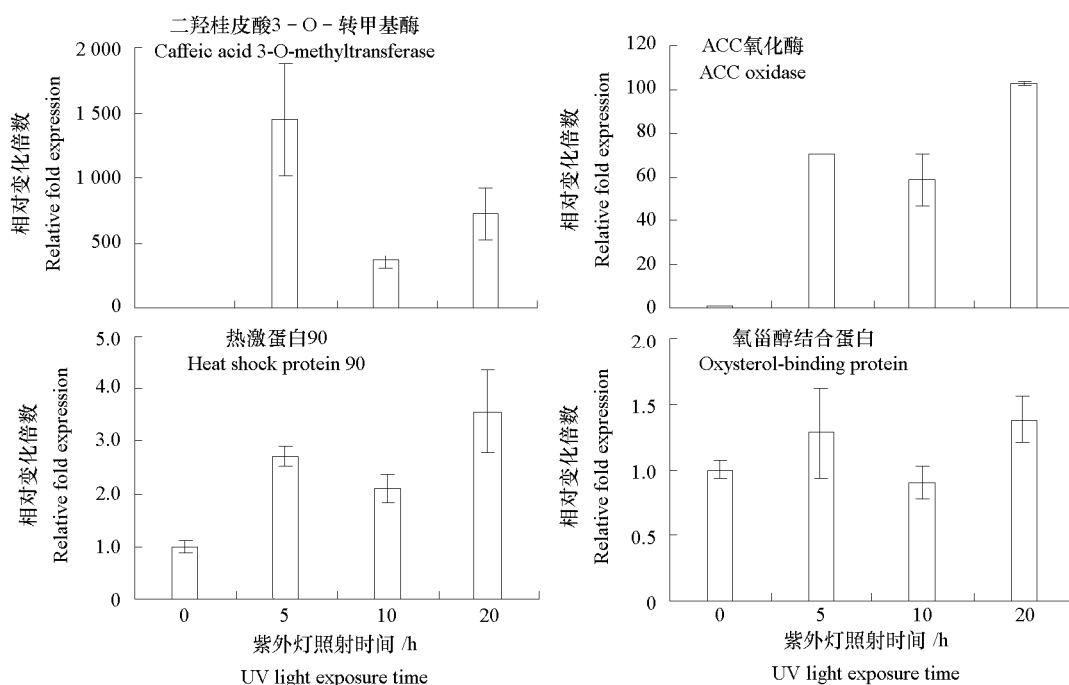 二羟桂皮酸3－O－转甲基酶
Caffeic acid 3-O-methyltransferase
相对变化倍数
Relative fold expression
2 000
1 500
1 000
500
0
ACC氧化酶
ACC oxidase
相对变化倍数
Relative fold expression
120
100
80
60
40
20
0
热激蛋白90
Heat shock protein 90
相对变化倍数
Relative fold expression
5.0
4.0
3.0
2.0
1.0
0
0 5 10 20
紫外灯照射时间 /h
UV light exposure time
氧甾醇结合蛋白
Oxysterol-binding protein
相对变化倍数
Relative fold expression
2.0
1.5
1.0
0.5
0
0 5 10 20
紫外灯照射时间 /h
UV light exposure time